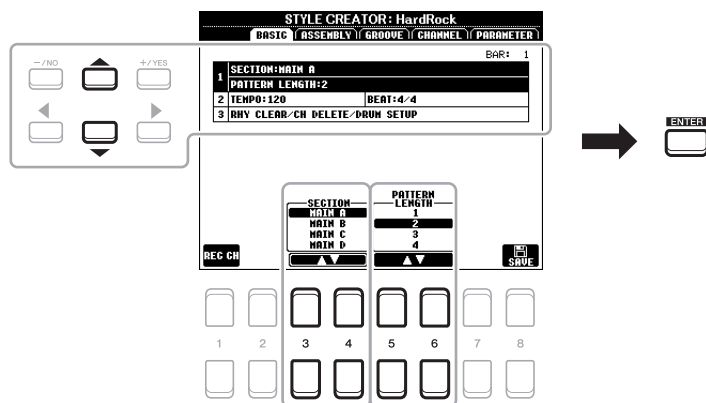 STYLE CREATOR: HardRock
BASIC ASSEMBLY GROOVE CHANNEL PARAMETER
BAR: 1
–/NO
+/YES
1 SECTION:MAIN A
PATTERN LENGTH:2
2 TEMPO:120 BEAT:4/4
3 RHY CLEAR/CH DELETE/DRUM SETUP
ENTER
SECTION
MAIN A
MAIN B
MAIN C
MAIN D
PATTERN LENGTH
1
2
3
4
REC CH
SAVE
1 2 3 4 5 6 7 8